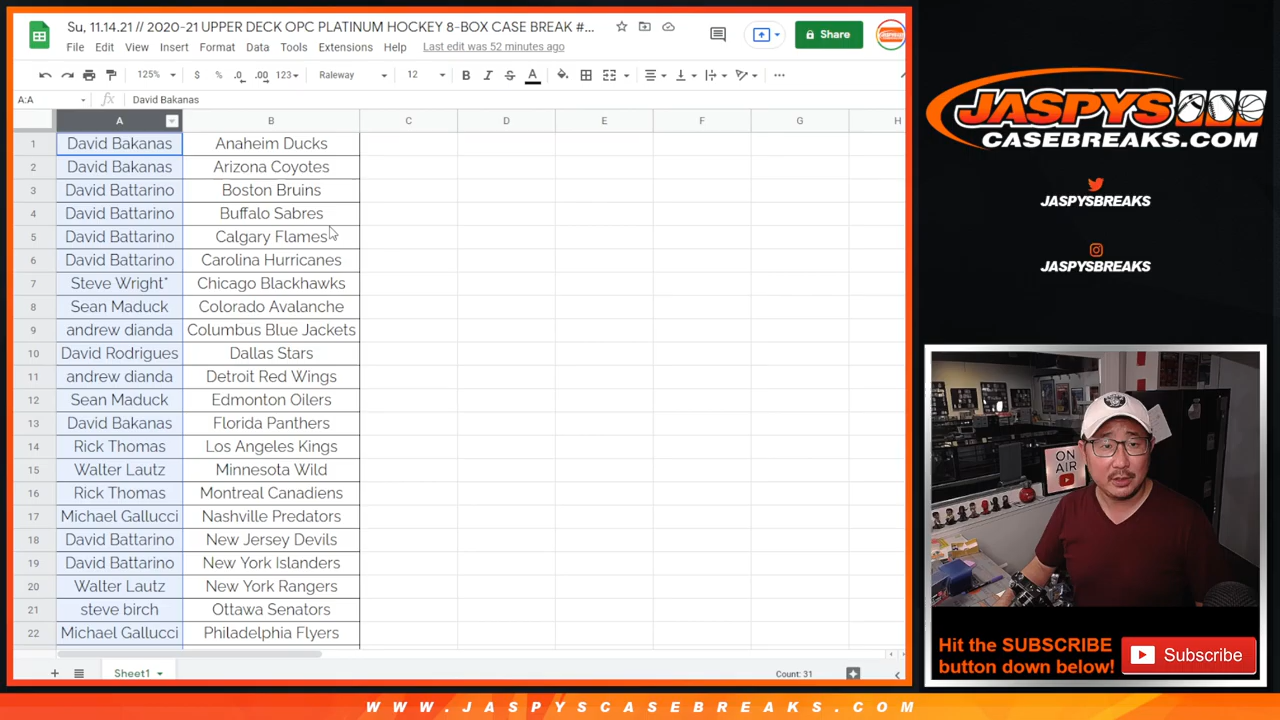 Su, 11.14.21 // 2020-21 UPPER DECK OPC PLATINUM HOCKEY 8-BOX CASE BREAK #...
File Edit View Insert Format Data Tools Extensions Help Last edit was 52 minutes ago
Share
125% $ % .0 .00 123 Raleway 12 B I S A
A:A fx David Bakanas
A B C D E F G H
1 David Bakanas Anaheim Ducks
2 David Bakanas Arizona Coyotes
3 David Battarino Boston Bruins
4 David Battarino Buffalo Sabres
5 David Battarino Calgary Flames
6 David Battarino Carolina Hurricanes
7 Steve Wright* Chicago Blackhawks
8 Sean Maduck Colorado Avalanche
9 andrew dianda Columbus Blue Jackets
10 David Rodrigues Dallas Stars
11 andrew dianda Detroit Red Wings
12 Sean Maduck Edmonton Oilers
13 David Bakanas Florida Panthers
14 Rick Thomas Los Angeles Kings
15 Walter Lautz Minnesota Wild
16 Rick Thomas Montreal Canadiens
17 Michael Gallucci Nashville Predators
18 David Battarino New Jersey Devils
19 David Battarino New York Islanders
20 Walter Lautz New York Rangers
21 steve birch Ottawa Senators
22 Michael Gallucci Philadelphia Flyers
Sheet1
Count: 31
JASPYS
CASEBREAKS.COM
JASPYSBREAKS
JASPYSBREAKS
ON
AIR
Hit the SUBSCRIBE
button down below!
Subscribe
WWW.JASPYSCASEBREAKS.COM